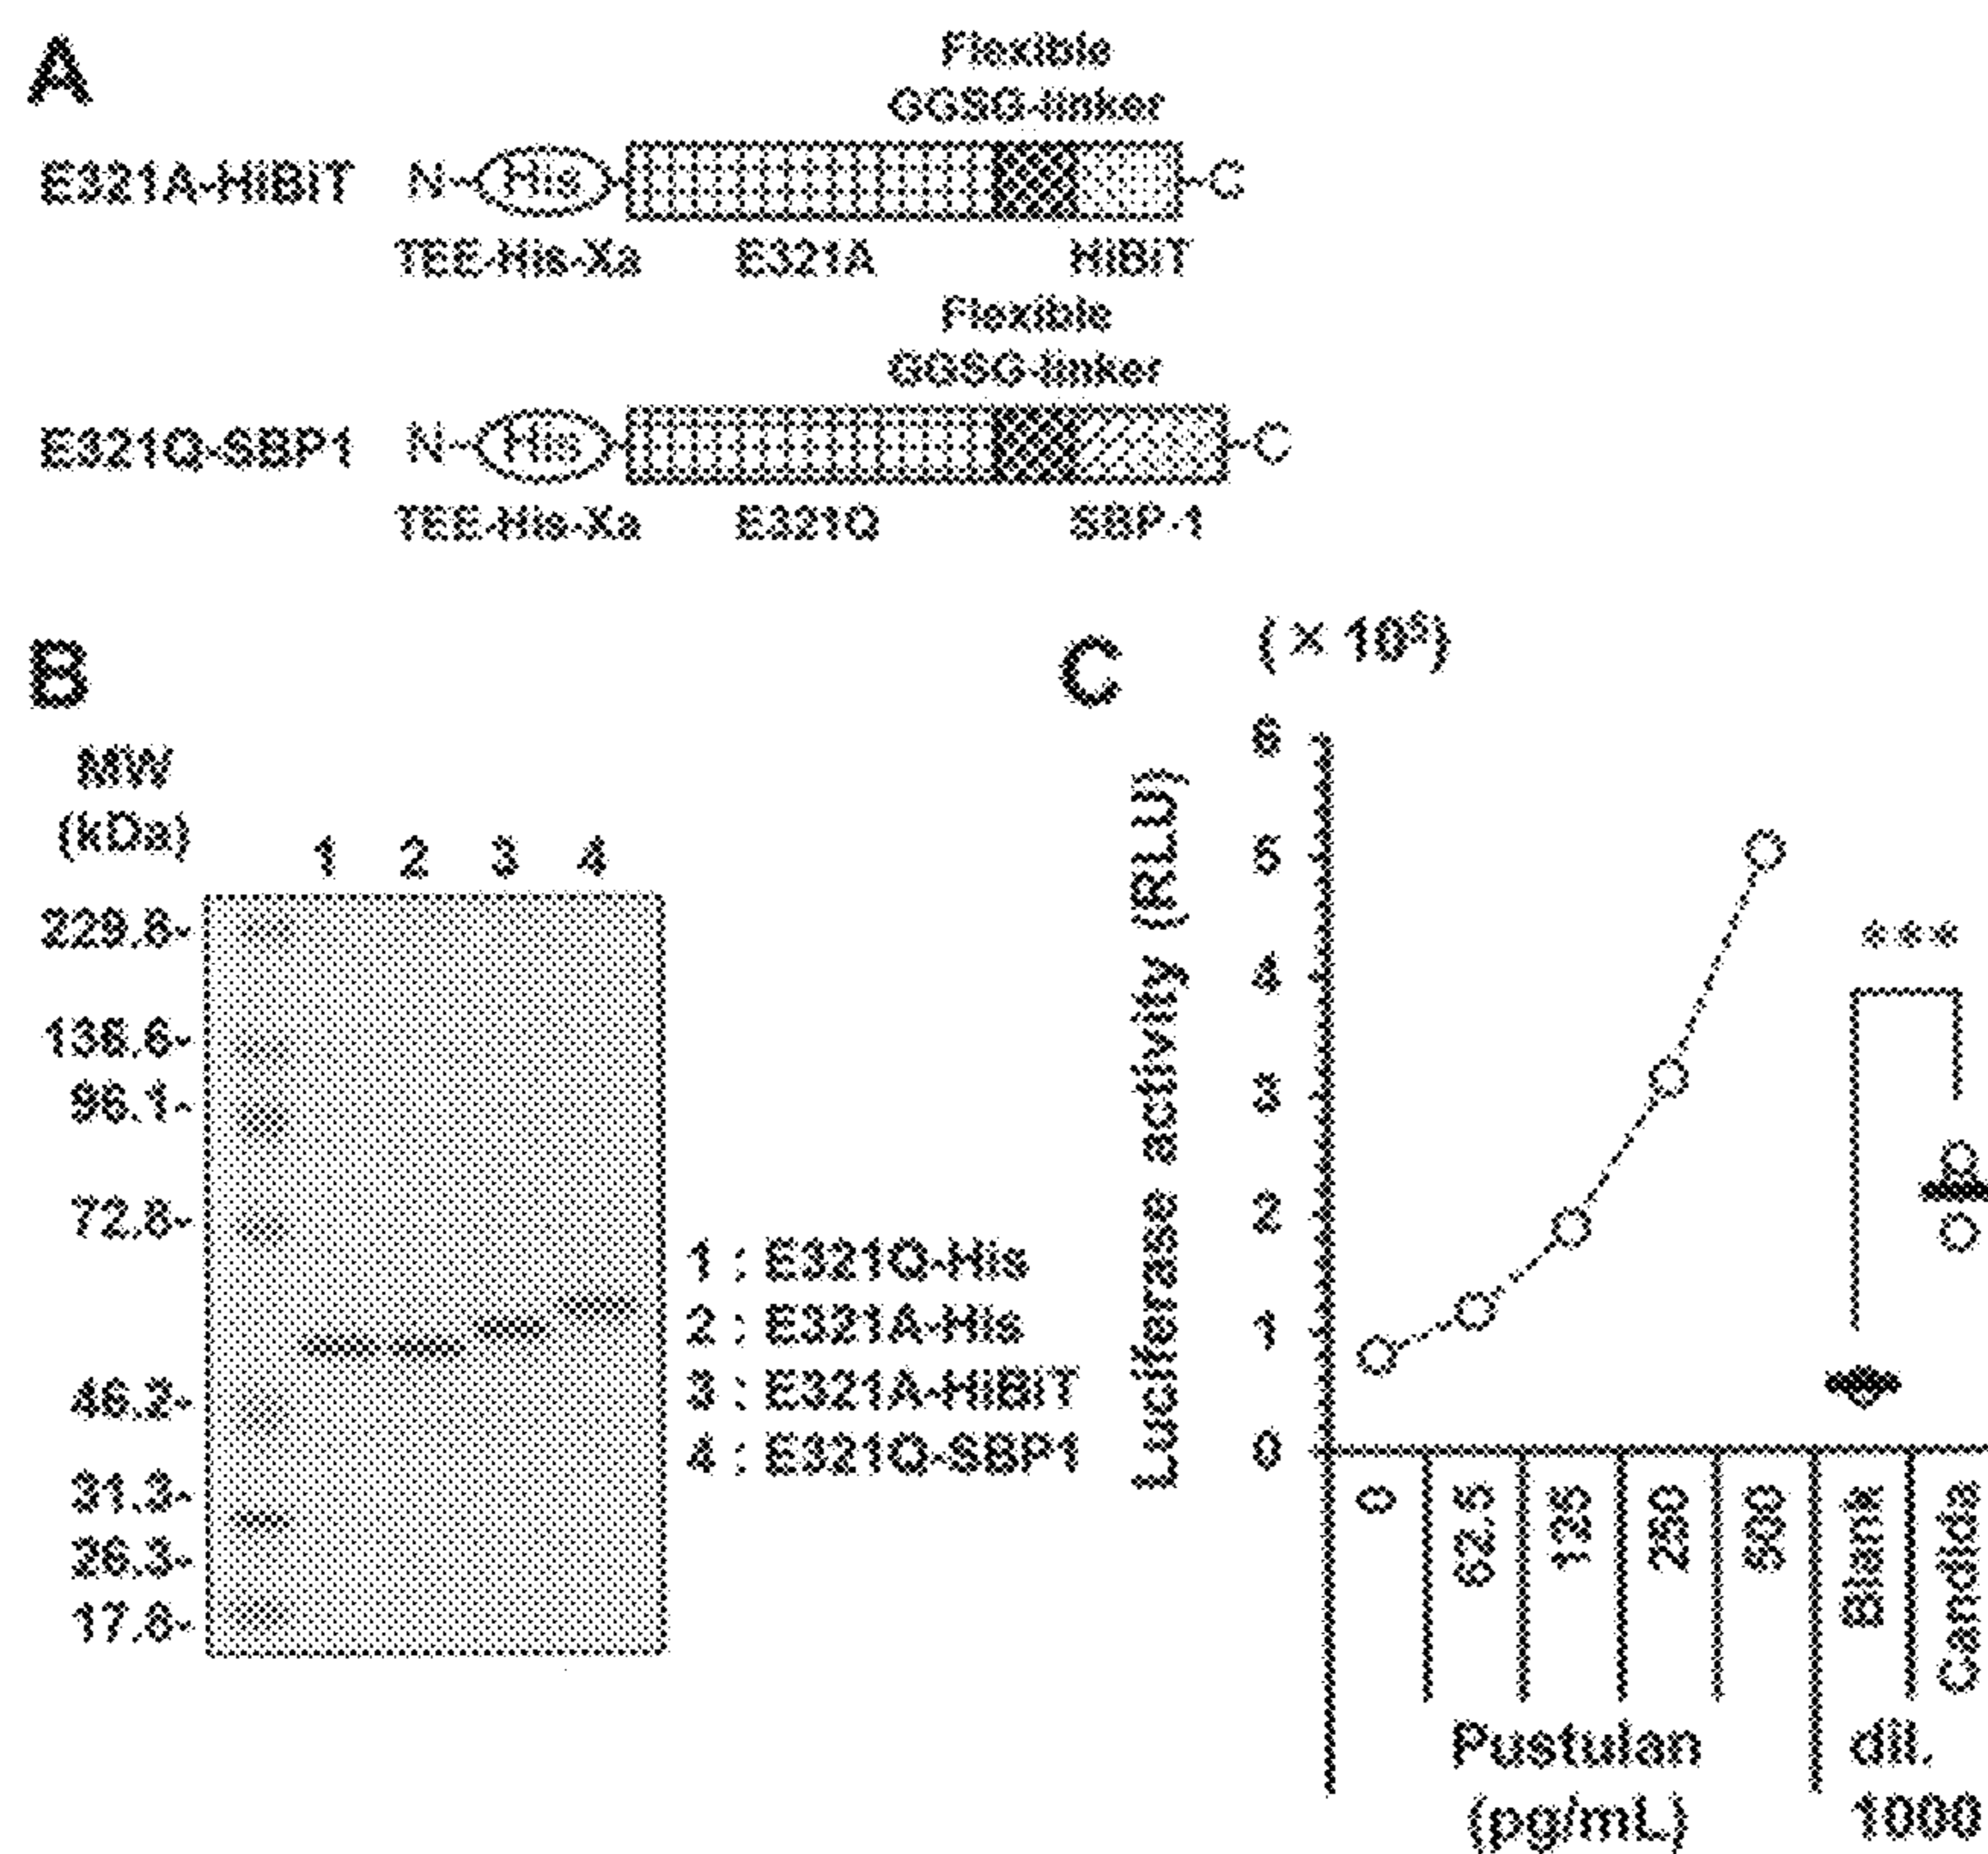 A
Flexible
GGSG-linker
E321A-HiBiT N His C
TEE-His-Xa E321A HiBiT
Flexible
GGSG-linker
E321Q-SBP1 N His C
TEE-His-Xa E321Q SBP-1
B
MW
(kDa)
1 2 3 4
229.8-
138.6-
96.1-
72.8-
46.2-
31.3-
26.3-
17.8-
1 : E321Q-His
2 : E321A-His
3 : E321A-HiBiT
4 : E321Q-SBP1
C
Luciferase activity (RLU)
6
5
4
3
2
1
0
***
0 62.5 125 250 500 Blank Candida
Pustulan
(pg/mL)
dil.
1000